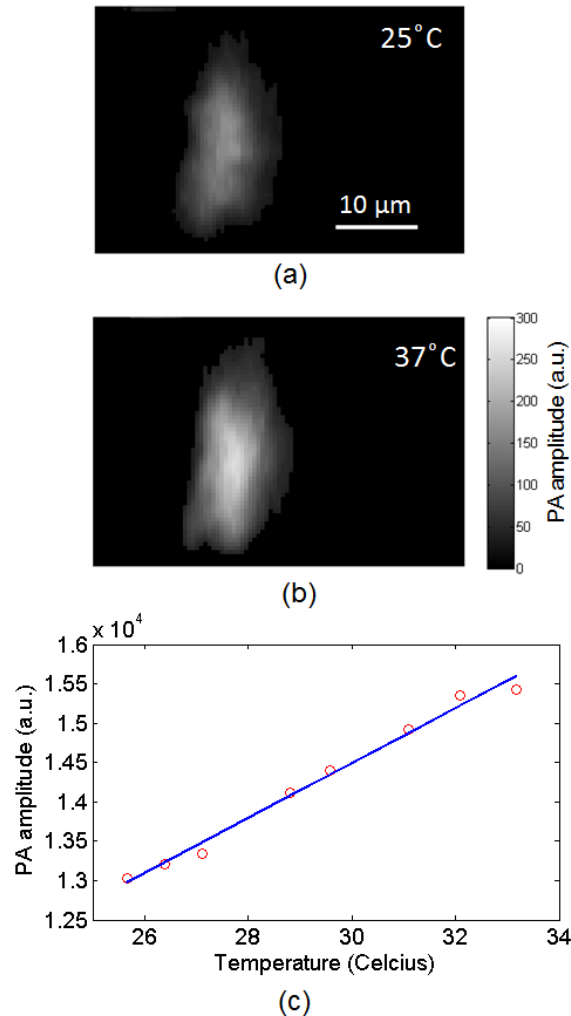 25°C
10 µm
(a)
37°C
300
250
200
150
100
50
0
PA amplitude (a.u.)
(b)
x 10⁴
1.6
1.55
1.5
1.45
1.4
1.35
1.3
1.25
PA amplitude (a.u.)
26 28 30 32 34
Temperature (Celcius)
(c)